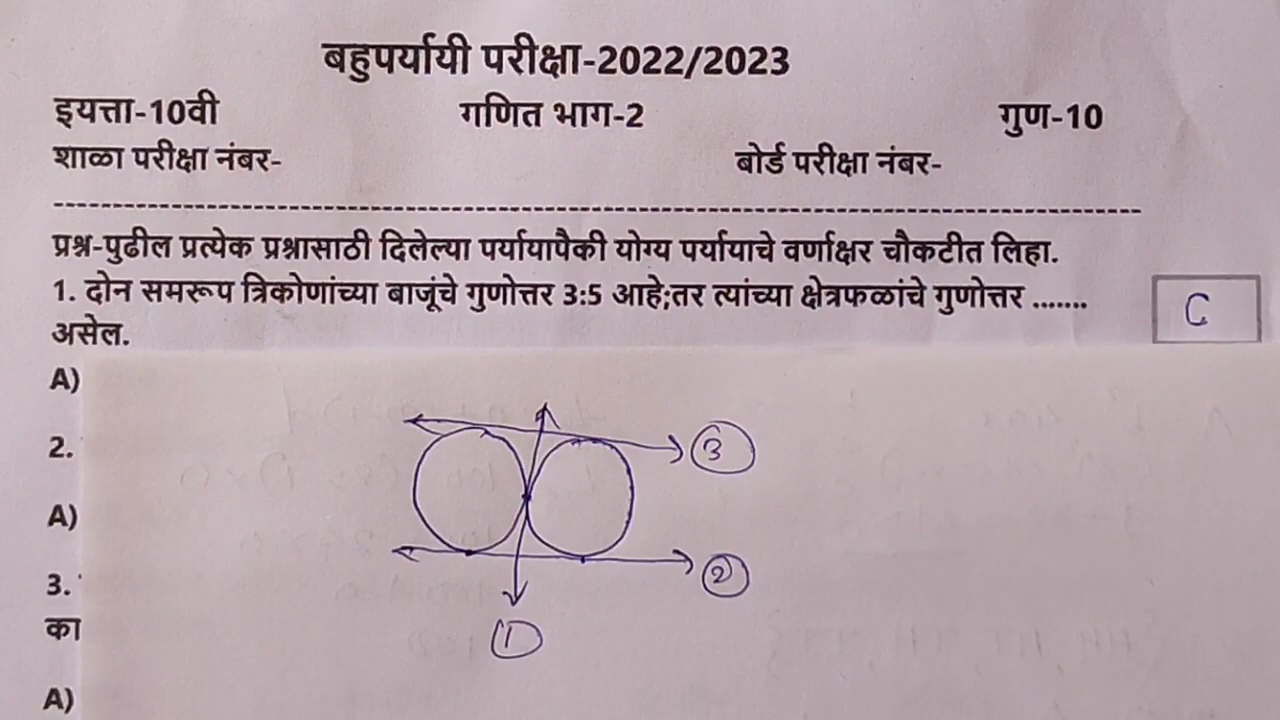 बहुपर्यायी परीक्षा-2022/2023
इयत्ता-10वी गणित भाग-2 गुण-10
शाळा परीक्षा नंबर- बोर्ड परीक्षा नंबर-
प्रश्न-पुढील प्रत्येक प्रश्नासाठी दिलेल्या पर्यायापैकी योग्य पर्यायाचे वर्णाक्षर चौकटीत लिहा.
1. दोन समरूप त्रिकोणांच्या बाजूंचे गुणोत्तर 3:5 आहे;तर त्यांच्या क्षेत्रफळांचे गुणोत्तर ....... C
असेल.
A)
3
2.
A)
2
3.
1
का
A)